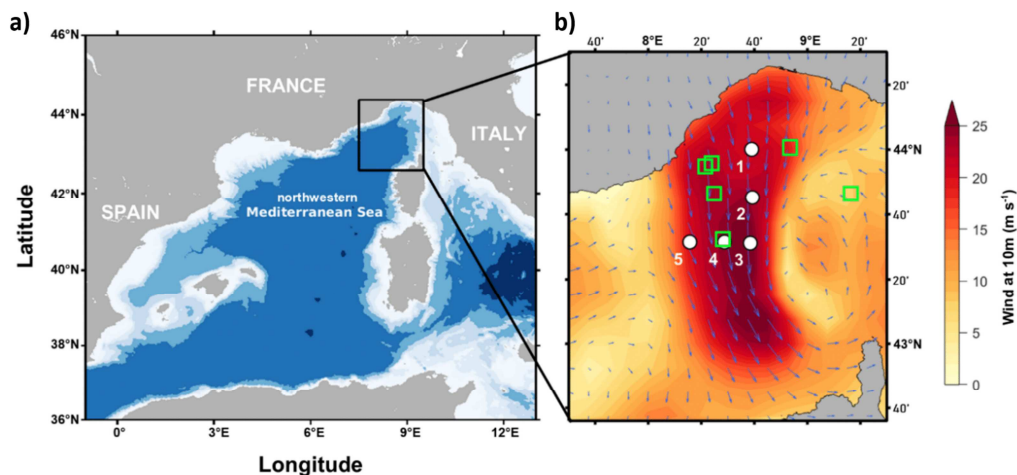 a)
46°N
44°N
42°N
40°N
38°N
36°N
0°
3°E
6°E
9°E
12°E
Latitude
Longitude
FRANCE
ITALY
SPAIN
northwestern
Mediterranean Sea
b)
40'
8°E
20'
40'
9°E
20'
20'
44°N
40'
20'
43°N
40'
1
2
5
4
3
25
20
15
10
5
0
Wind at 10m (m s⁻¹)